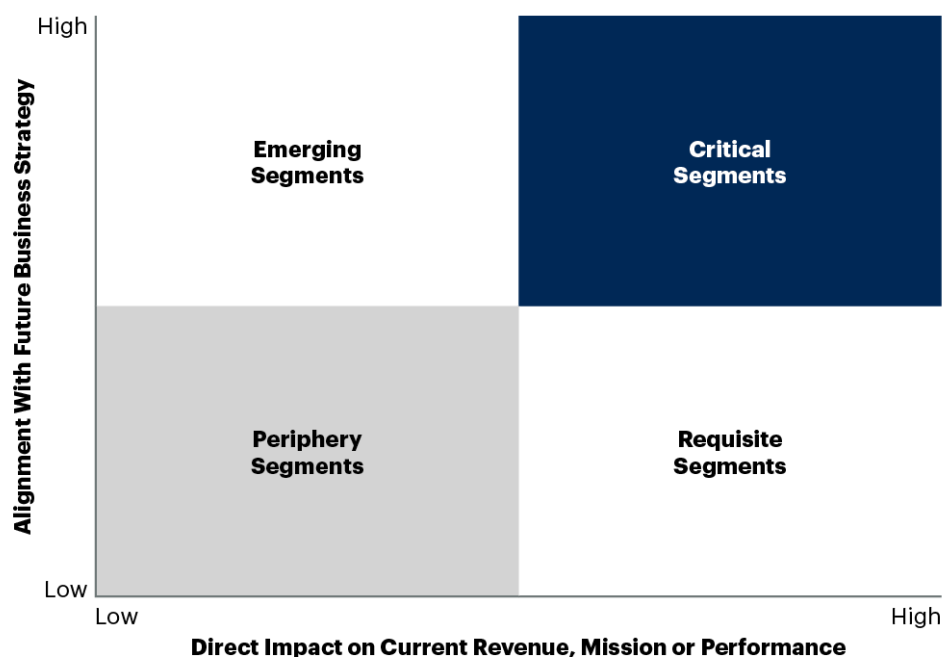 High
Alignment With Future Business Strategy
Emerging
Segments
Critical
Segments
Periphery
Segments
Requisite
Segments
Low
Low
High
Direct Impact on Current Revenue, Mission or Performance